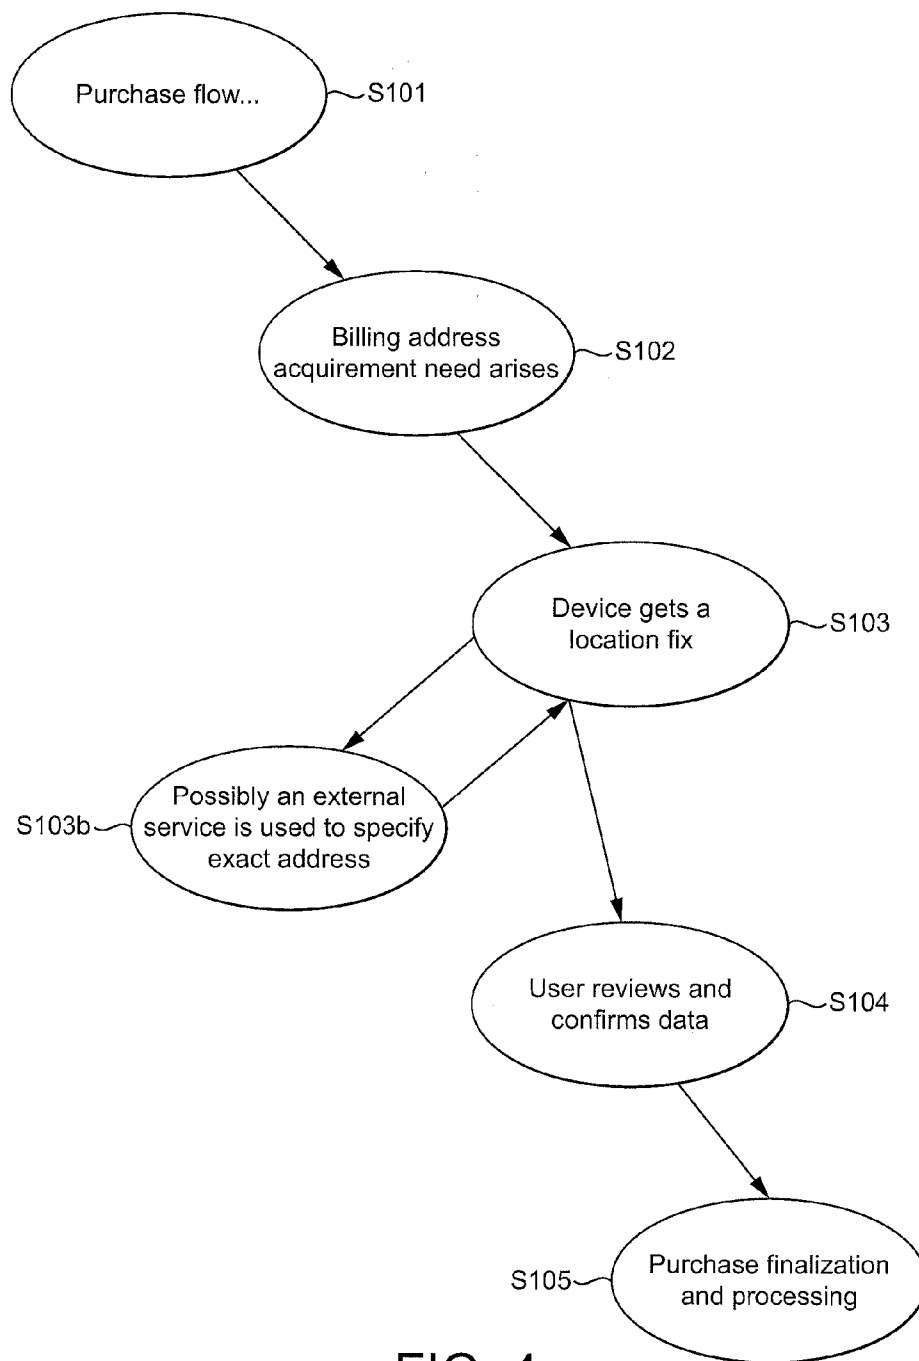 Purchase flow...
S101
Billing address
acquirement need arises
S102
Device gets a
location fix
S103
Possibly an external
service is used to specify
exact address
S103b
User reviews and
confirms data
S104
Purchase finalization
and processing
S105